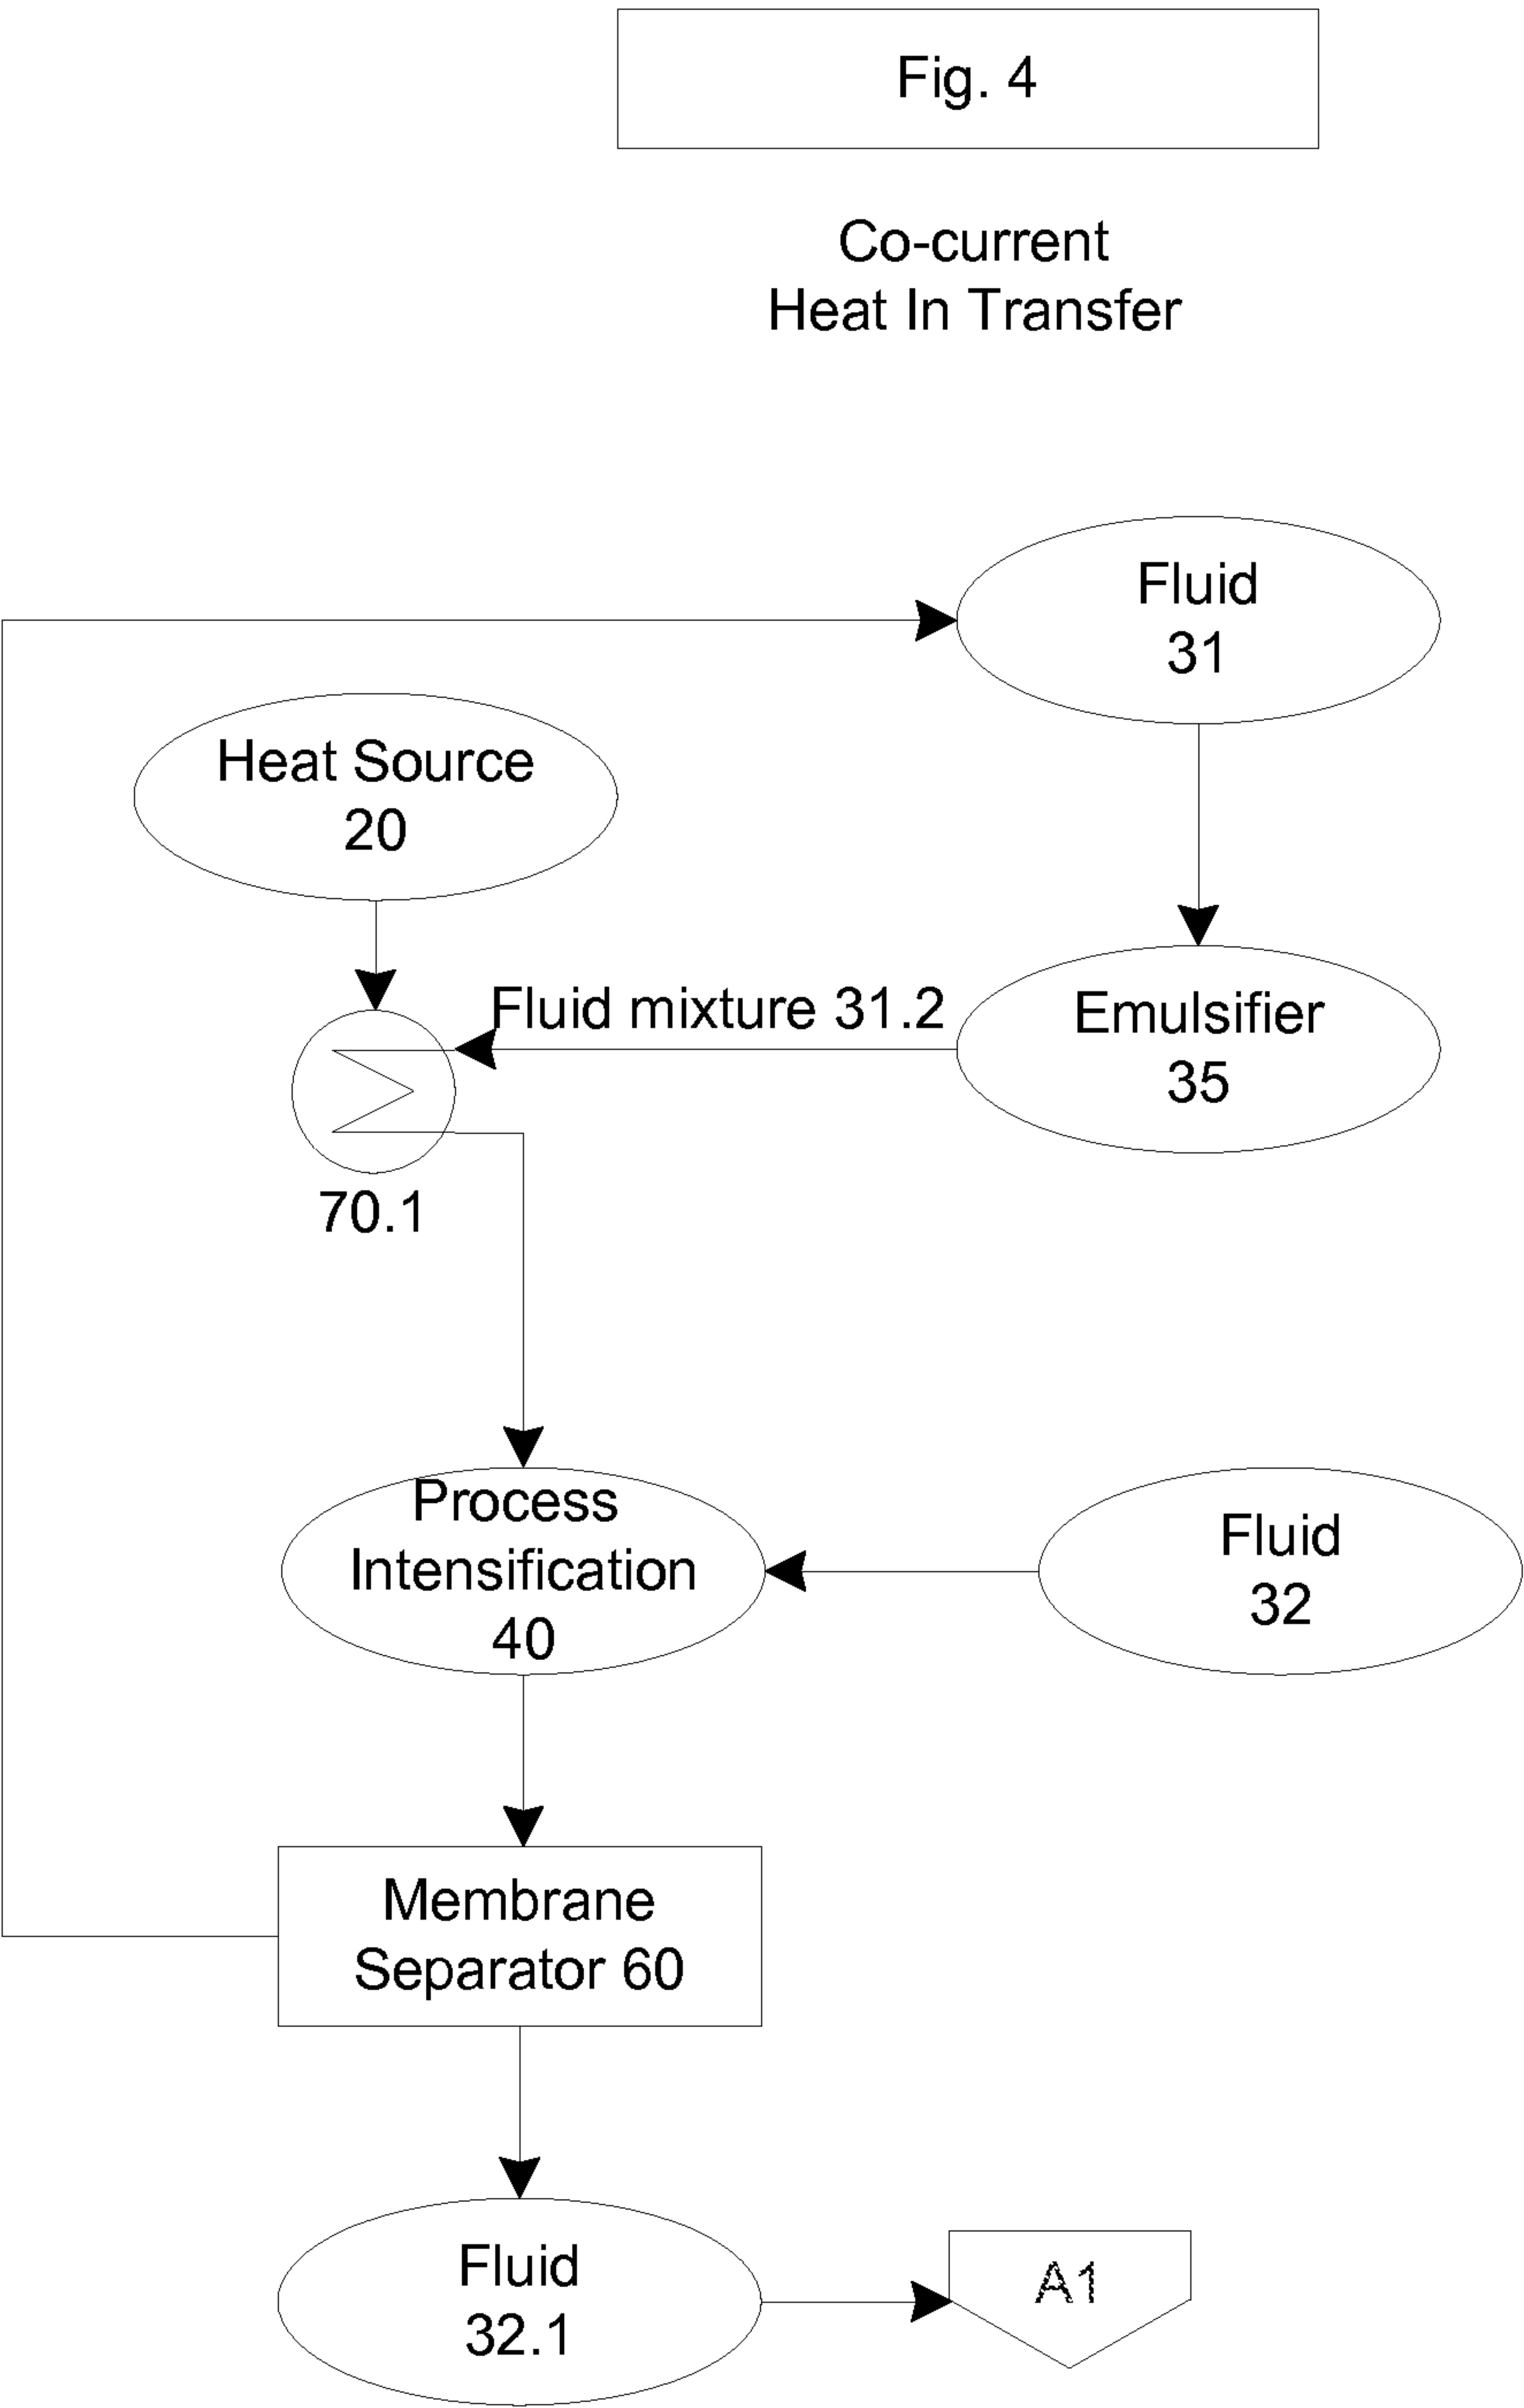 Fig. 4
Co-current
Heat In Transfer
Fluid
31
Heat Source
20
Fluid mixture 31.2
Emulsifier
35
70.1
Process
Intensification
40
Fluid
32
Membrane
Separator 60
Fluid
32.1
A1